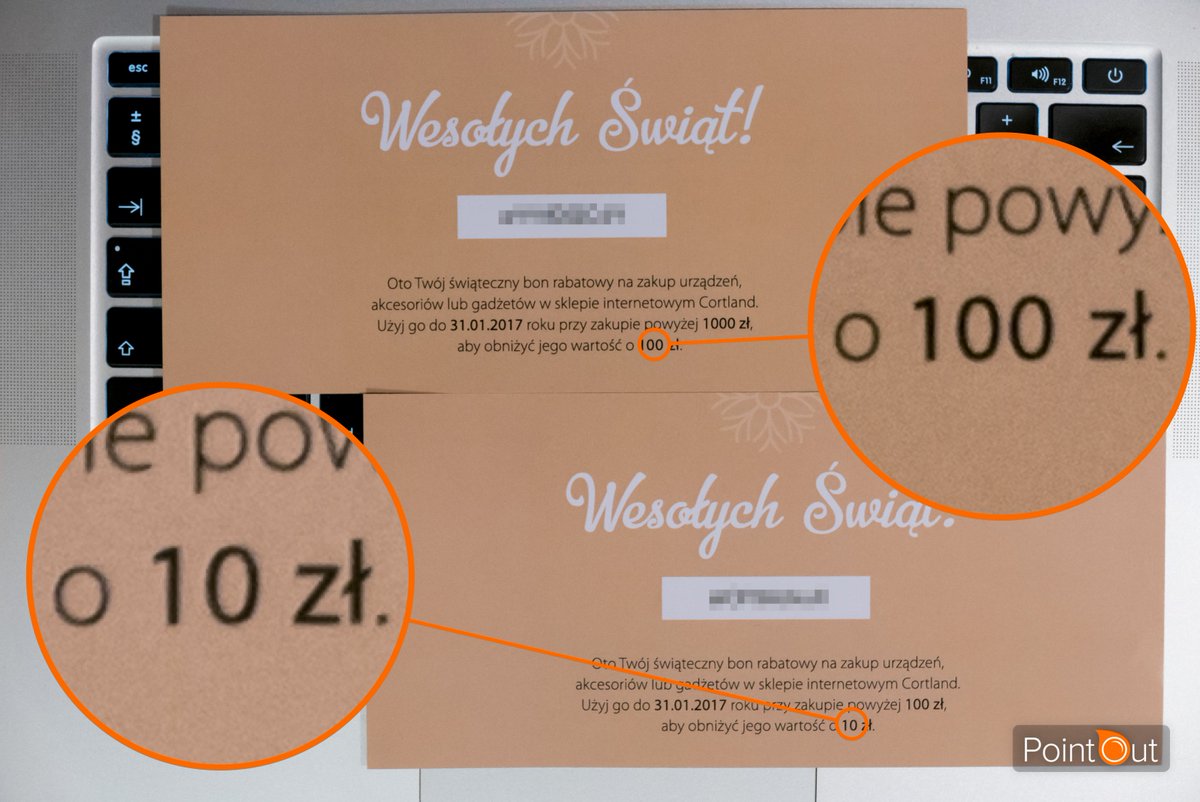 esc
±
§
F11
F12
+
Wesołych Świąt!
Oto Twój świąteczny bon rabatowy na zakup urządzeń,
akcesoriów lub gadżetów w sklepie internetowym Cortland.
Użyj go do 31.01.2017 roku przy zakupie powyżej 1000 zł,
aby obniżyć jego wartość o 100 zł.
ie powy
o 100 zł.
ie pow
o 10 zł.
Wesołych Świąt!
Oto Twój świąteczny bon rabatowy na zakup urządzeń,
akcesoriów lub gadżetów w sklepie internetowym Cortland.
Użyj go do 31.01.2017 roku przy zakupie powyżej 100 zł,
aby obniżyć jego wartość o 10 zł.
PointOut